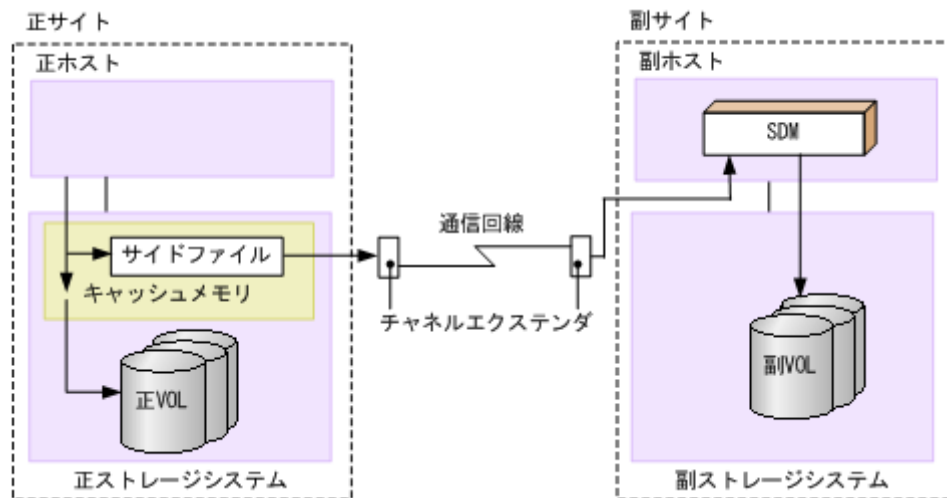 正サイト
正ホスト
サイドファイル
キャッシュメモリ
正VOL
正ストレージシステム
通信回線
チャネルエクステンダ
副サイト
副ホスト
SDM
副VOL
副ストレージシステム